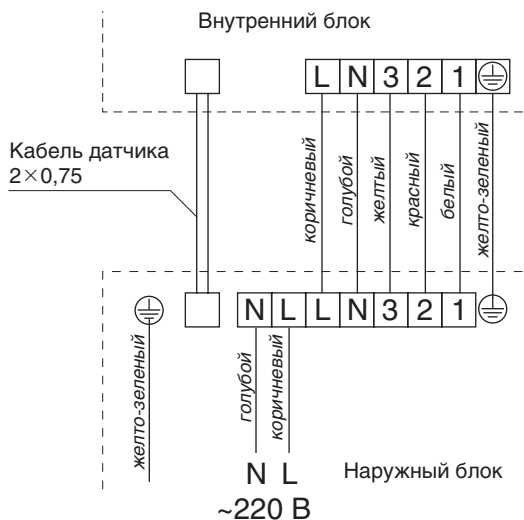 Внутренний блок
L N 3 2 1
Кабель датчика
2×0,75
коричневый
голубой
желтый
красный
белый
желто-зеленый
N L L N 3 2 1
желто-зеленый
голубой
коричневый
N L
Наружный блок
~220 В